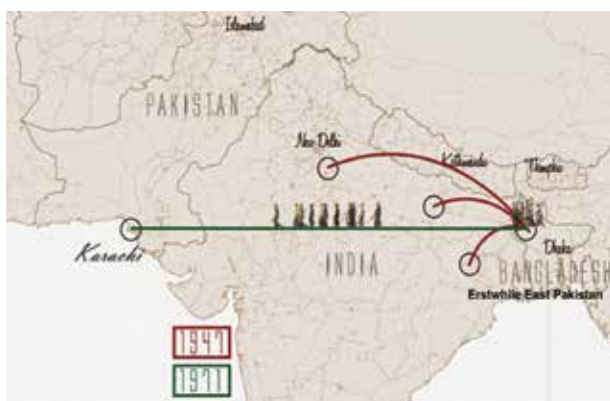 Islamabad
PAKISTAN
New Delhi
Kathmandu
Thimphu
Karachi
INDIA
Dhaka
BANGLADESH
Erstwhile East Pakistan
1947
1971